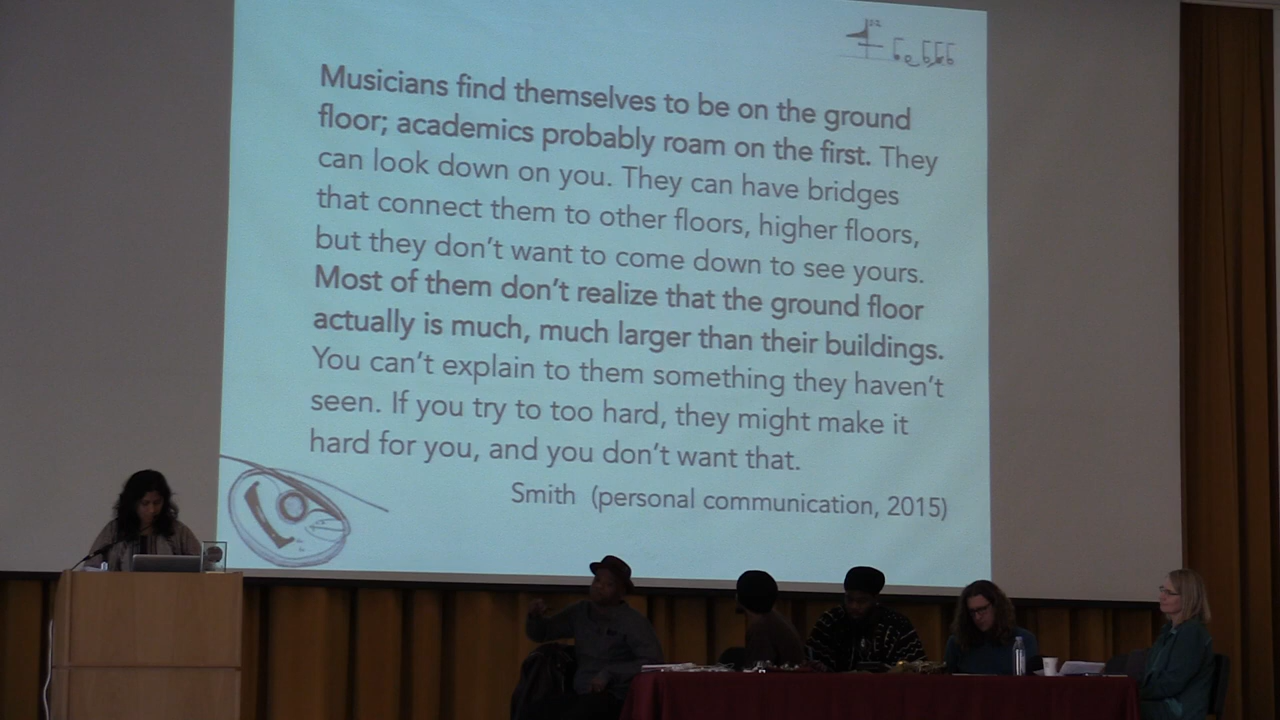 Musicians find themselves to be on the ground
floor; academics probably roam on the first. They
can look down on you. They can have bridges
that connect them to other floors, higher floors,
but they don't want to come down to see yours.
Most of them don't realize that the ground floor
actually is much, much larger than their buildings.
You can't explain to them something they haven't
seen. If you try to too hard, they might make it
hard for you, and you don't want that.
Smith (personal communication, 2015)